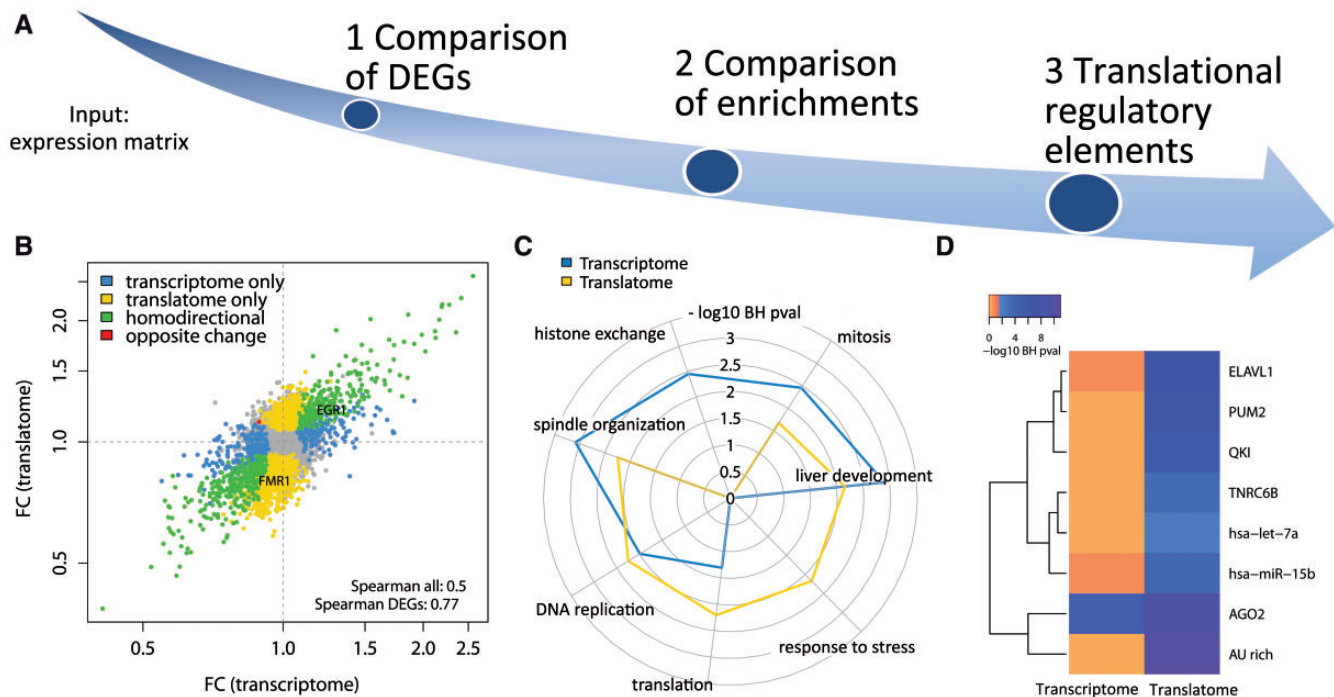 A
Input:
expression matrix
1 Comparison
of DEGs
2 Comparison
of enrichments
3 Translational
regulatory
elements
B
transcriptome only
translatome only
homodirectional
opposite change
2.0
1.5
1.0
0.5
FC (translatome)
EGR1
FMR1
Spearman all: 0.5
Spearman DEGs: 0.77
0.5 1.0 1.5 2.0 2.5
FC (transcriptome)
C
Transcriptome
Translatome
- log10 BH pval
3
2.5
2
1.5
1
0.5
0
histone exchange
mitosis
spindle organization
liver development
DNA replication
response to stress
translation
D
0 4 8
−log10 BH pval
ELAVL1
PUM2
QKI
TNRC6B
hsa−let−7a
hsa−miR−15b
AGO2
AU rich
Transcriptome Translatome